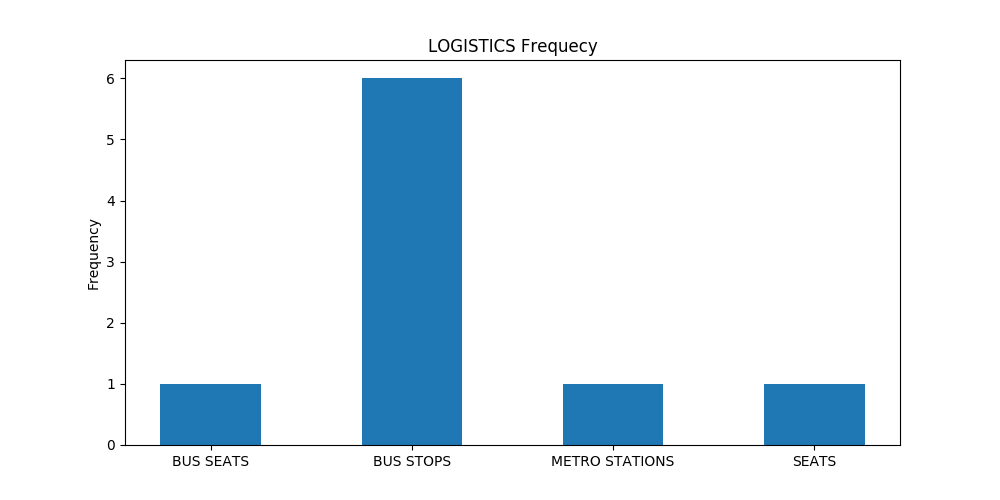 LOGISTICS Frequecy
Frequency
6
5
4
3
2
1
0
BUS SEATS
BUS STOPS
METRO STATIONS
SEATS